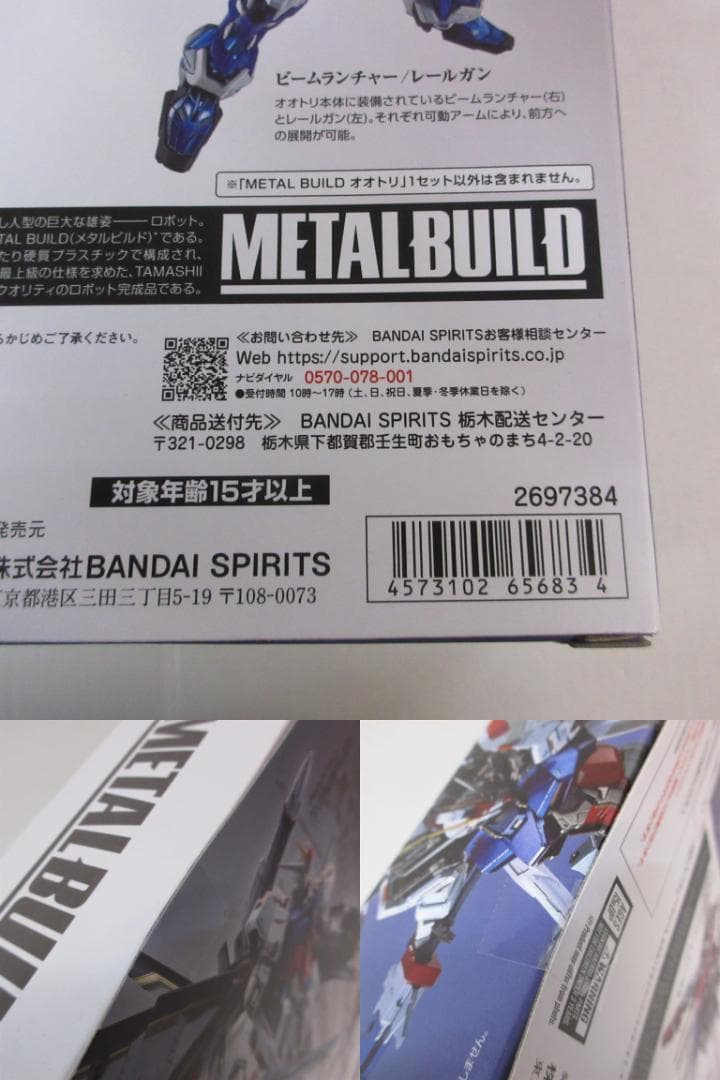 ビームランチャー/レールガン
オオトリ本体に装備されているビームランチャー(右)
とレールガン(左)。それぞれ可動アームにより、前方へ
の展開が可能。
※「METAL BUILD オオトリ」1セット以外は含まれません。
し人型の巨大な雄姿――ロボット。
TAL BUILD(メタルビルド)"である。
たり硬質プラスチックで構成され、
最上級の仕様を求めた、TAMASHII
クオリティのロボット完成品である。
METAL BUILD
らかじめご了承ください。
≪お問い合わせ先≫ BANDAI SPIRITSお客様相談センター
Web https://support.bandaispirits.co.jp
ナビダイヤル 0570-078-001
●受付時間 10時～17時 (土、日、祝日、夏季・冬季休業日を除く)
≪商品送付先≫ BANDAI SPIRITS 栃木配送センター
〒321-0298 栃木県下都賀郡壬生町おもちゃのまち4-2-20
対象年齢15才以上
2697384
発売元
株式会社BANDAI SPIRITS
京都港区三田三丁目5-19 〒108-0073
4573102 65683 4
METAL BUIL
しません。
AGES
15+up
WARNING